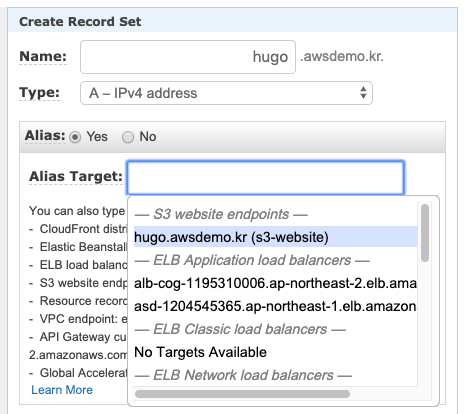 Create Record Set
Name: hugo .awsdemo.kr.
Type: A – IPv4 address
Alias: Yes No
Alias Target:
You can also type
— S3 website endpoints —
- CloudFront distri
hugo.awsdemo.kr (s3-website)
- Elastic Beanstal
— ELB Application load balancers —
- ELB load balanc
alb-cog-1195310006.ap-northeast-2.elb.ama
- S3 website endp
asd-1204545365.ap-northeast-1.elb.amazon
- Resource recor
— ELB Classic load balancers —
- VPC endpoint: e
No Targets Available
- API Gateway cu
2.amazonaws.com
— ELB Network load balancers —
- Global Accelerat
Learn More